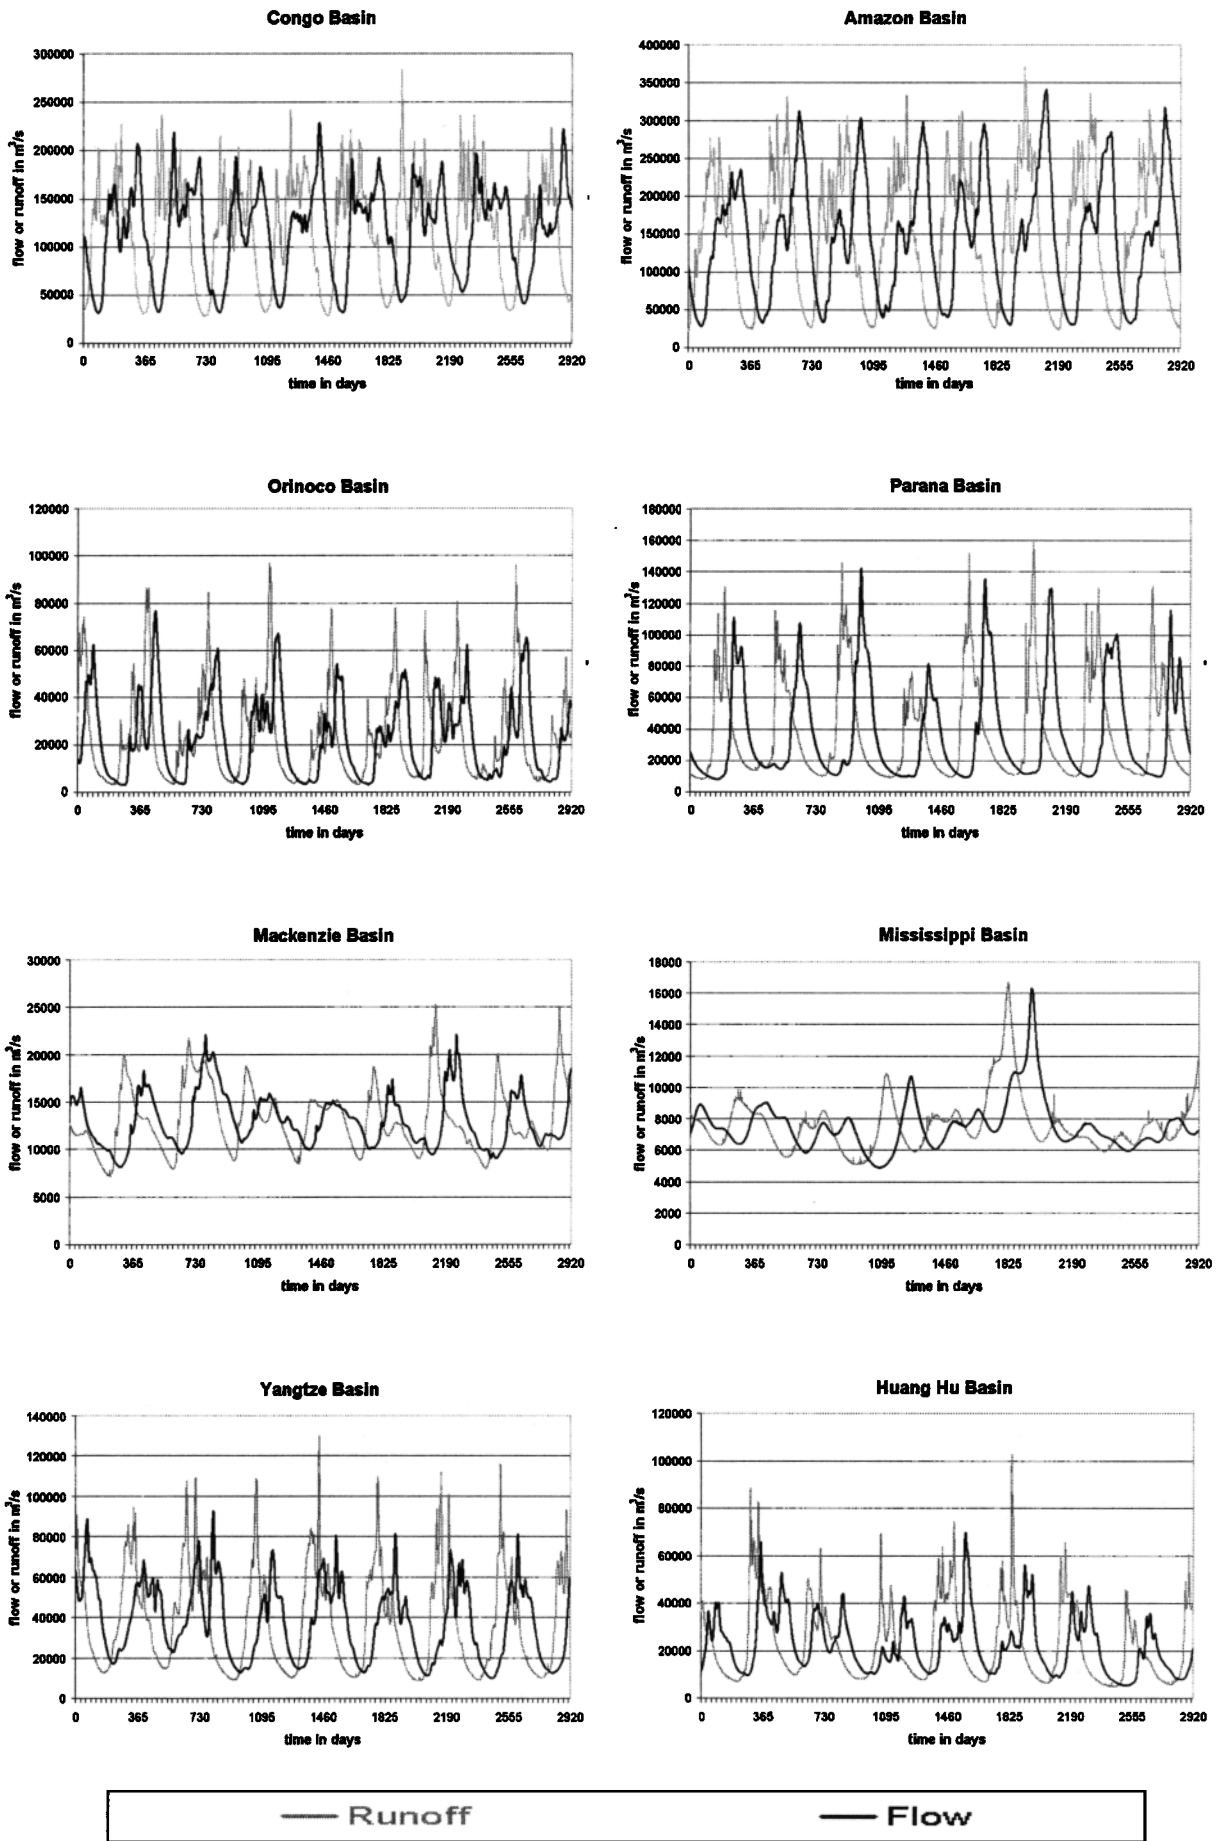 Congo Basin
flow or runoff in m³/s
300000
250000
200000
150000
100000
50000
0
0 365 730 1095 1460 1825 2190 2555 2920
time in days
Amazon Basin
flow or runoff in m³/s
400000
350000
300000
250000
200000
150000
100000
50000
0
0 365 730 1095 1460 1825 2190 2555 2920
time in days
Orinoco Basin
flow or runoff in m³/s
120000
100000
80000
60000
40000
20000
0
0 365 730 1095 1460 1825 2190 2555 2920
time in days
Parana Basin
flow or runoff in m³/s
180000
160000
140000
120000
100000
80000
60000
40000
20000
0
0 365 730 1095 1460 1825 2190 2555 2920
time in days
Mackenzie Basin
flow or runoff in m³/s
30000
25000
20000
15000
10000
5000
0
0 365 730 1095 1460 1825 2190 2555 2920
time in days
Mississippi Basin
flow or runoff in m³/s
18000
16000
14000
12000
10000
8000
6000
4000
2000
0
0 365 730 1095 1460 1825 2190 2555 2920
time in days
Yangtze Basin
flow or runoff in m³/s
140000
120000
100000
80000
60000
40000
20000
0
0 365 730 1095 1460 1825 2190 2555 2920
time in days
Huang Hu Basin
flow or runoff in m³/s
120000
100000
80000
60000
40000
20000
0
0 365 730 1095 1460 1825 2190 2555 2920
time in days
Runoff Flow